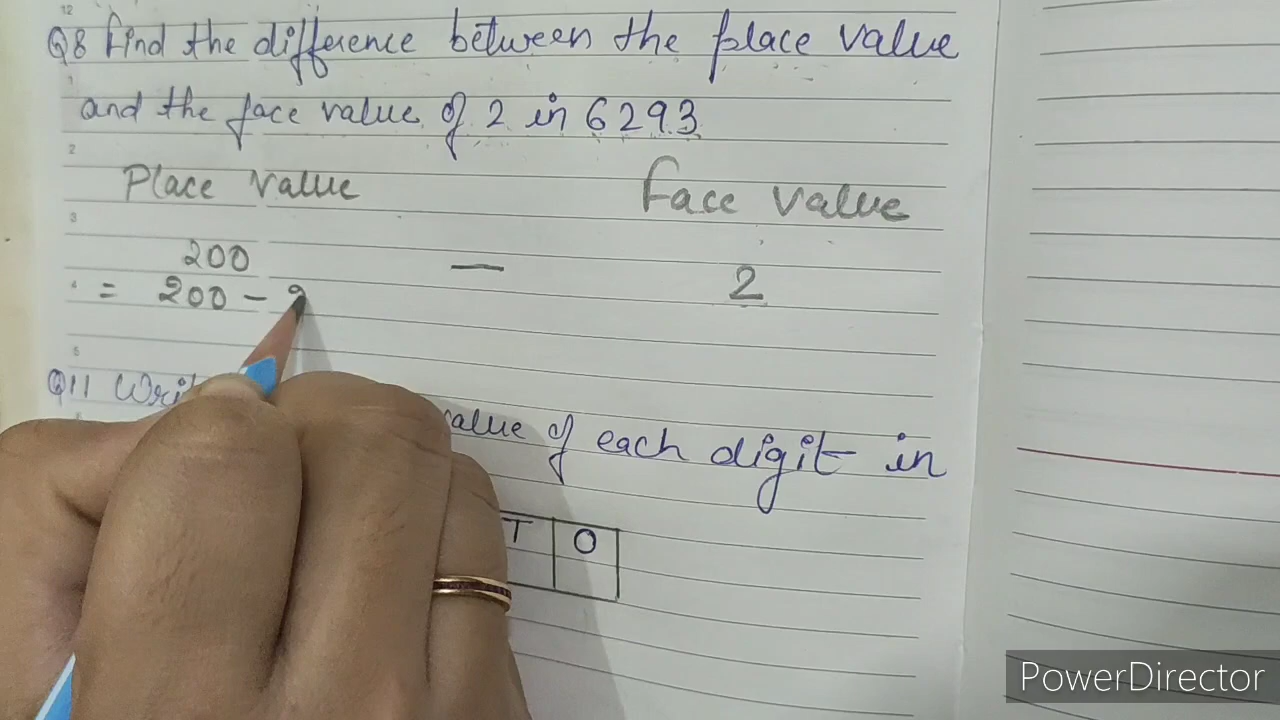 Q8 Find the difference between the place value
and the face value of 2 in 6293
Place Value Face value
200 — 2
= 200 -
Q11 value of each digit in
T O
PowerDirector